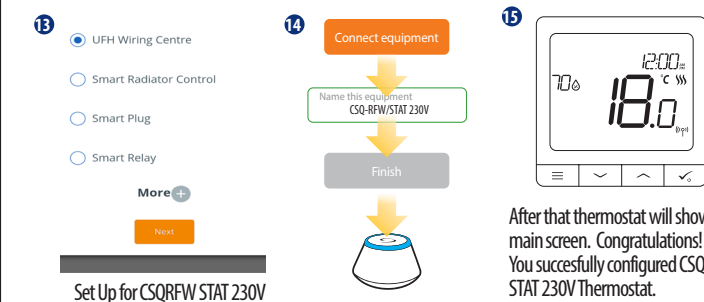 13
UFH Wiring Centre
Smart Radiator Control
Smart Plug
Smart Relay
More +
Next
Set Up for CSQRFW STAT 230V
14
Connect equipment
Name this equipment
CSQ-RFW/STAT 230V
Finish
15
12:00
70
18.0
°C
After that thermostat will show
main screen. Congratulations!
You succesfully configured CSQ
STAT 230V Thermostat.